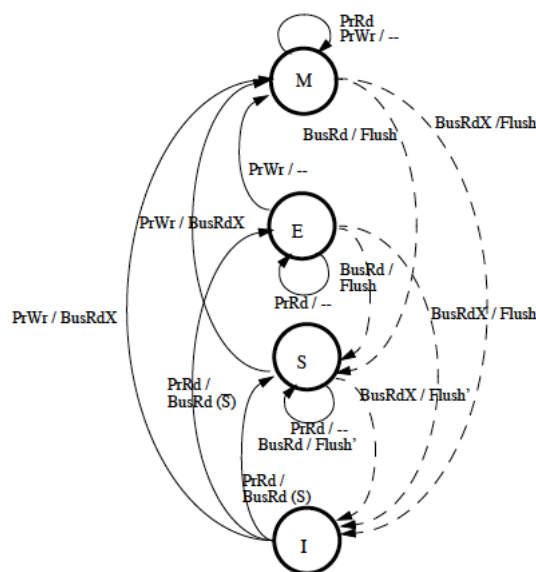 PrRd
PrWr / --
M
BusRdX /Flush
BusRd / Flush
PrWr / --
PrWr / BusRdX
E
BusRd /
Flush
PrRd / --
BusRdX / Flush
PrWr / BusRdX
S
PrRd /
BusRd (S̅)
BusRdX / Flush’
PrRd / --
BusRd / Flush’
PrRd /
BusRd (S)
I